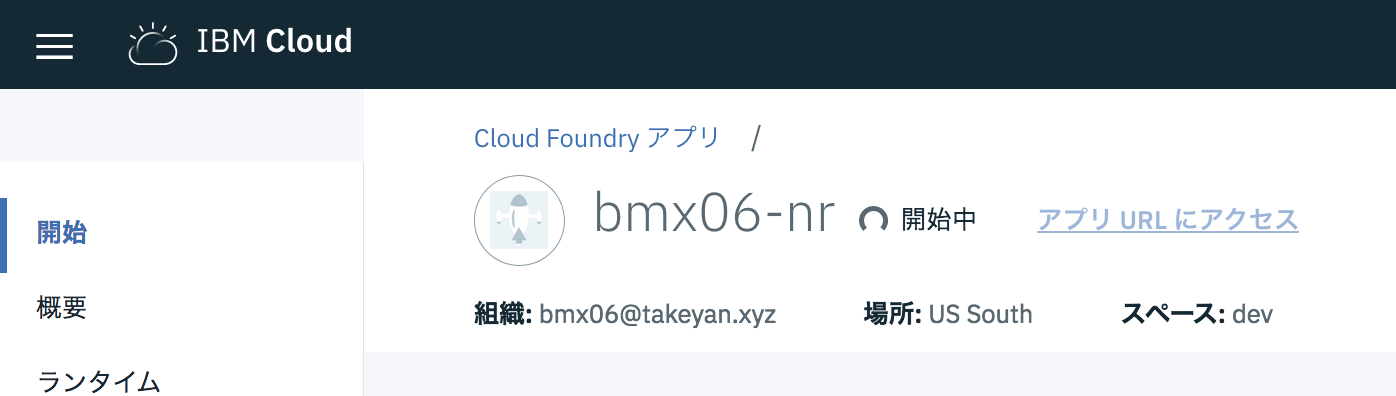 IBM Cloud
Cloud Foundry アプリ /
bmx06-nr 開始中 アプリ URL にアクセス
組織: bmx06@takeyan.xyz 場所: US South スペース: dev
開始
概要
ランタイム